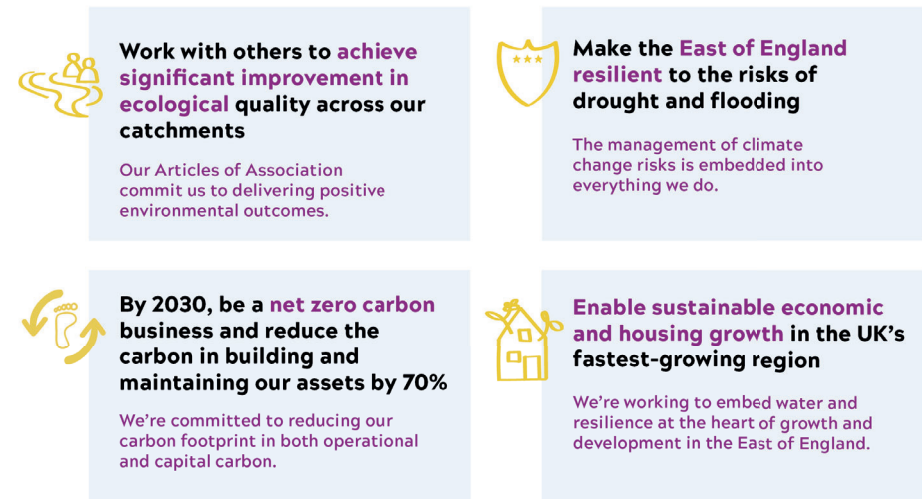 Work with others to achieve
significant improvement in
ecological quality across our
catchments
Our Articles of Association
commit us to delivering positive
environmental outcomes.
Make the East of England
resilient to the risks of
drought and flooding
The management of climate
change risks is embedded into
everything we do.
By 2030, be a net zero carbon
business and reduce the
carbon in building and
maintaining our assets by 70%
We're committed to reducing our
carbon footprint in both operational
and capital carbon.
Enable sustainable economic
and housing growth in the UK's
fastest-growing region
We're working to embed water and
resilience at the heart of growth and
development in the East of England.